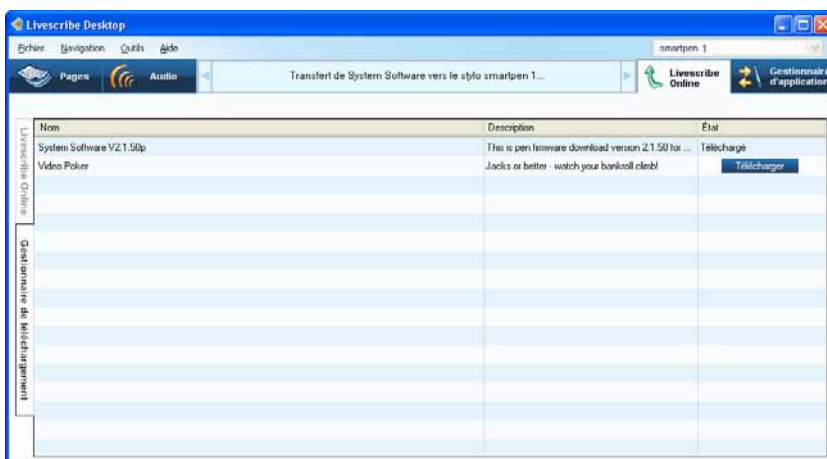 Livescribe Desktop
Fichier Navigation Outils Aide smartpen 1
Pages Audio Transfert de System Software vers le stylo smartpen 1... Livescribe Online Gestionnaire d'application
Nom Description État
System Software V2.1.50p This is pen firmware download version 2.1.50 for ... Téléchargé
Video Poker Jacks or better - watch your bankroll climb! Télécharger
Livescribe Online
Gestionnaire de téléchargement